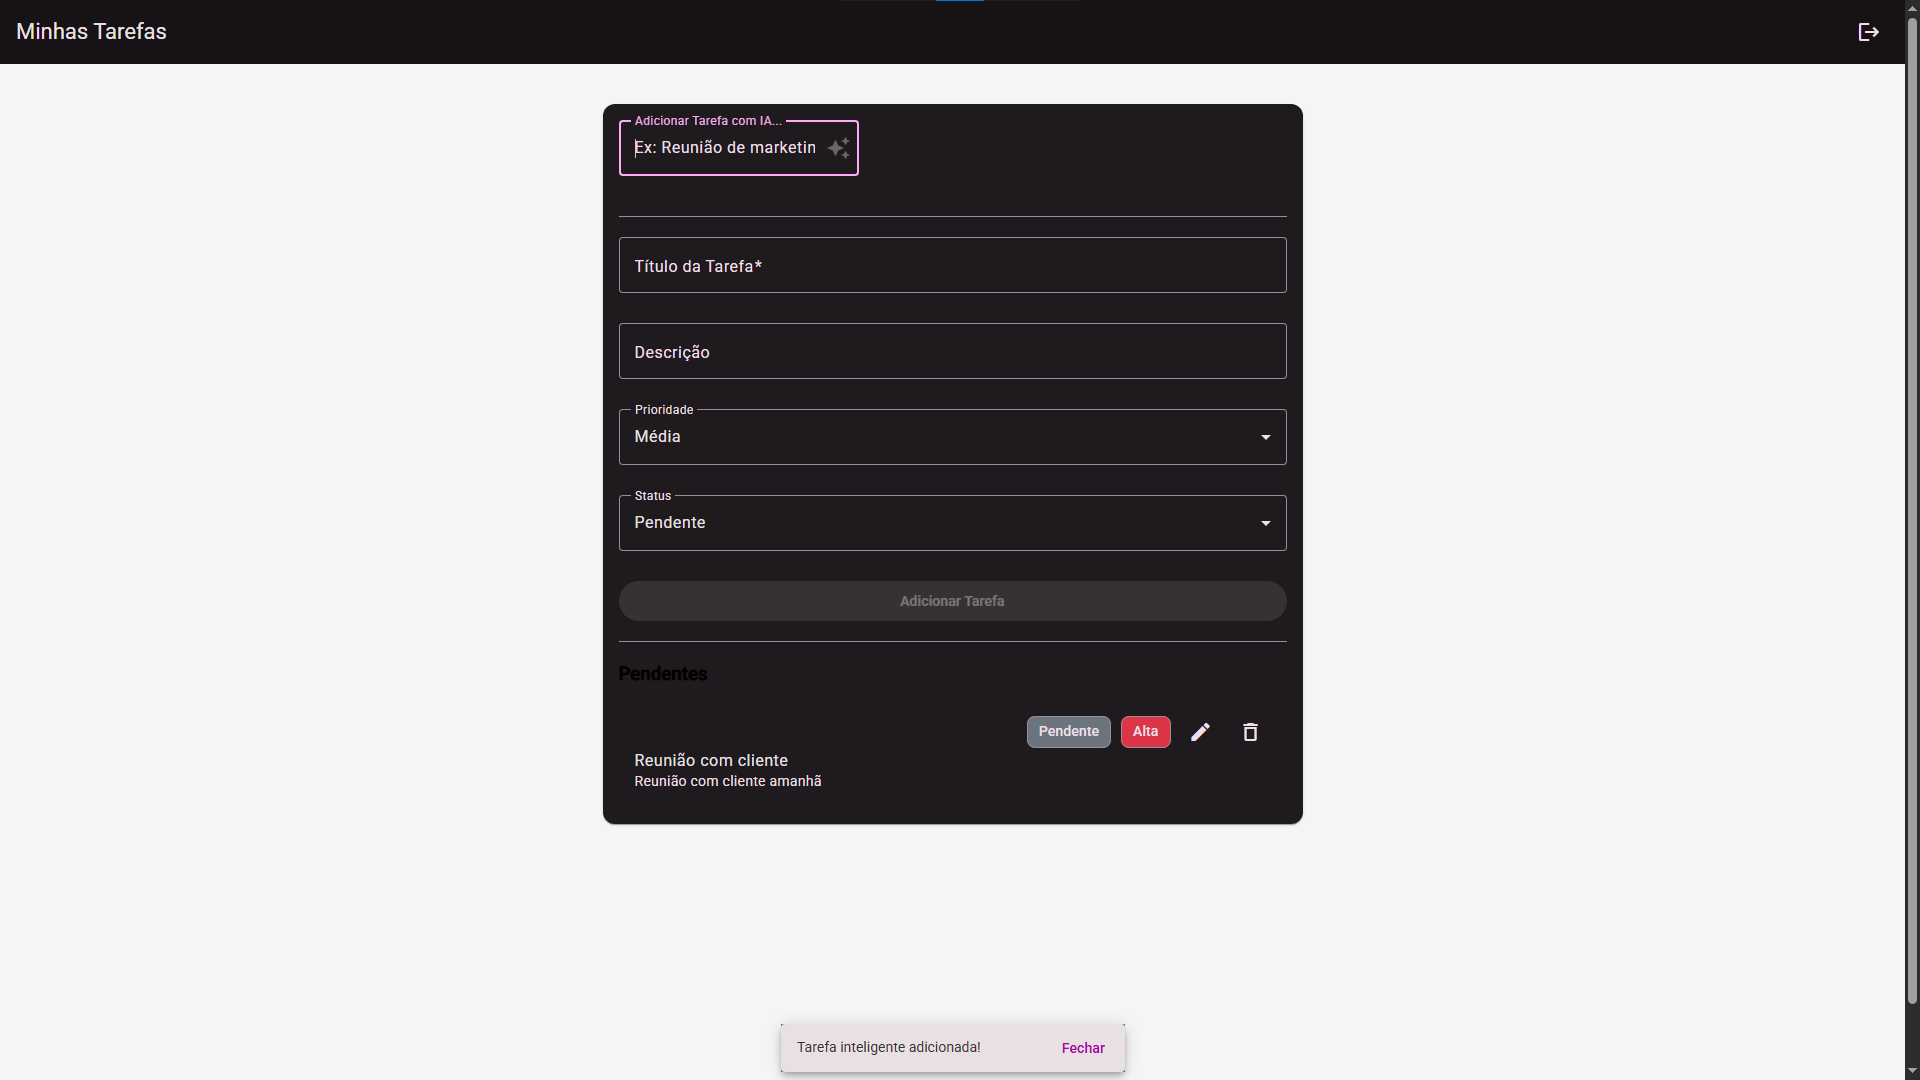 Minhas Tarefas
Adicionar Tarefa com IA...
Ex: Reunião de marketin
Título da Tarefa*
Descrição
Prioridade
Média
Status
Pendente
Adicionar Tarefa
Pendentes
Pendente Alta
Reunião com cliente
Reunião com cliente amanhã
Tarefa inteligente adicionada! Fechar